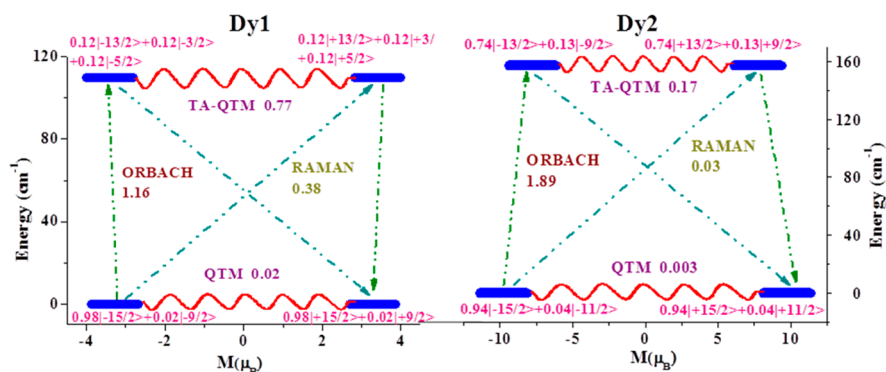 Dy1
0.12|-13/2>+0.12|-3/2>
+0.12|-5/2>
0.12|+13/2>+0.12|+3/
+0.12|+5/2>
120
80
40
0
Energy (cm⁻¹)
TA-QTM 0.77
ORBACH
1.16
RAMAN
0.38
QTM 0.02
0.98|-15/2>+0.02|-9/2>
0.98|+15/2>+0.02|+9/2>
-4
-2
0
2
4
M(μB)
Dy2
0.74|-13/2>+0.13|-9/2>
0.74|+13/2>+0.13|+9/2>
TA-QTM 0.17
ORBACH
1.89
RAMAN
0.03
QTM 0.003
0.94|-15/2>+0.04|-11/2>
0.94|+15/2>+0.04|+11/2>
-10
-5
0
5
10
M(μB)
160
120
80
40
0
Energy (cm⁻¹)